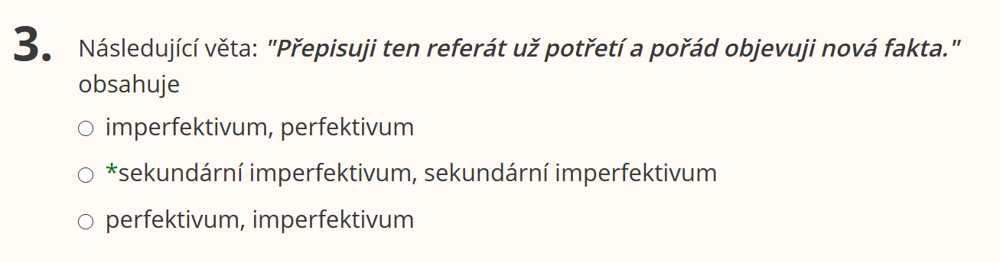 3. Následující věta: "Přepisuji ten referát už potřetí a pořád objevuji nová fakta."
obsahuje
imperfektivum, perfektivum
*sekundární imperfektivum, sekundární imperfektivum
perfektivum, imperfektivum